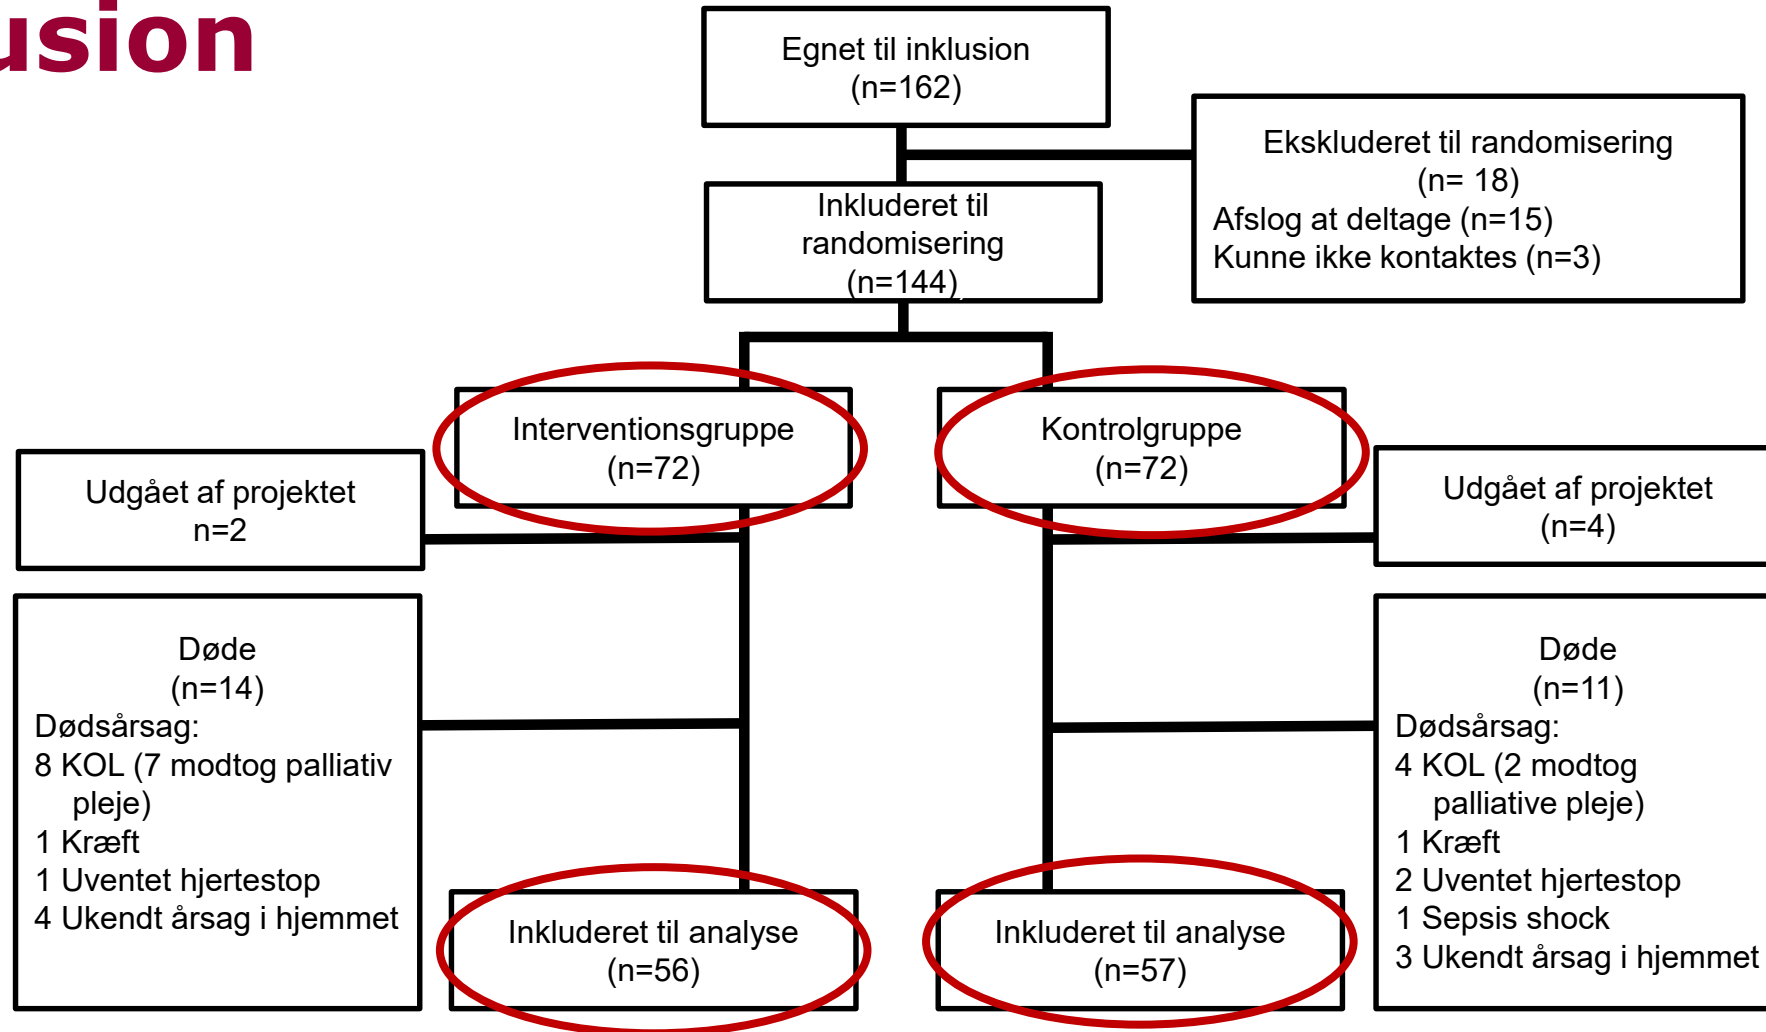 usion
Egnet til inklusion
(n=162)
Ekskluderet til randomisering
(n= 18)
Afslog at deltage (n=15)
Kunne ikke kontaktes (n=3)
Inkluderet til
randomisering
(n=144)
Interventionsgruppe
(n=72)
Kontrolgruppe
(n=72)
Udgået af projektet
n=2
Udgået af projektet
(n=4)
Døde
(n=14)
Dødsårsag:
8 KOL (7 modtog palliativ
pleje)
1 Kræft
1 Uventet hjertestop
4 Ukendt årsag i hjemmet
Døde
(n=11)
Dødsårsag:
4 KOL (2 modtog
palliative pleje)
1 Kræft
2 Uventet hjertestop
1 Sepsis shock
3 Ukendt årsag i hjemmet
Inkluderet til analyse
(n=56)
Inkluderet til analyse
(n=57)